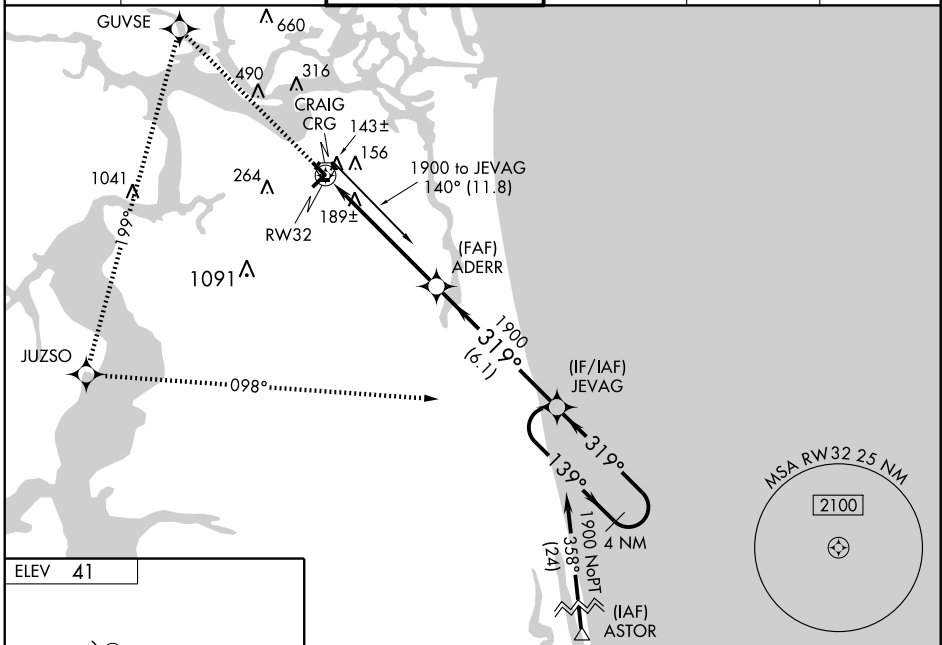 GUVSE
660
490
316
CRAIG
CRG
143±
156
1900 to JEVAG
140° (11.8)
1041
264
189±
RW32
199°
(FAF)
ADERR
1091
1900
319°
(6.1)
JUZSO
098°
(IF/IAF)
JEVAG
319°
139°
MSA RW32 25 NM
2100
4 NM
1900 NoPT
358°
(24)
(IAF)
ASTOR
ELEV 41